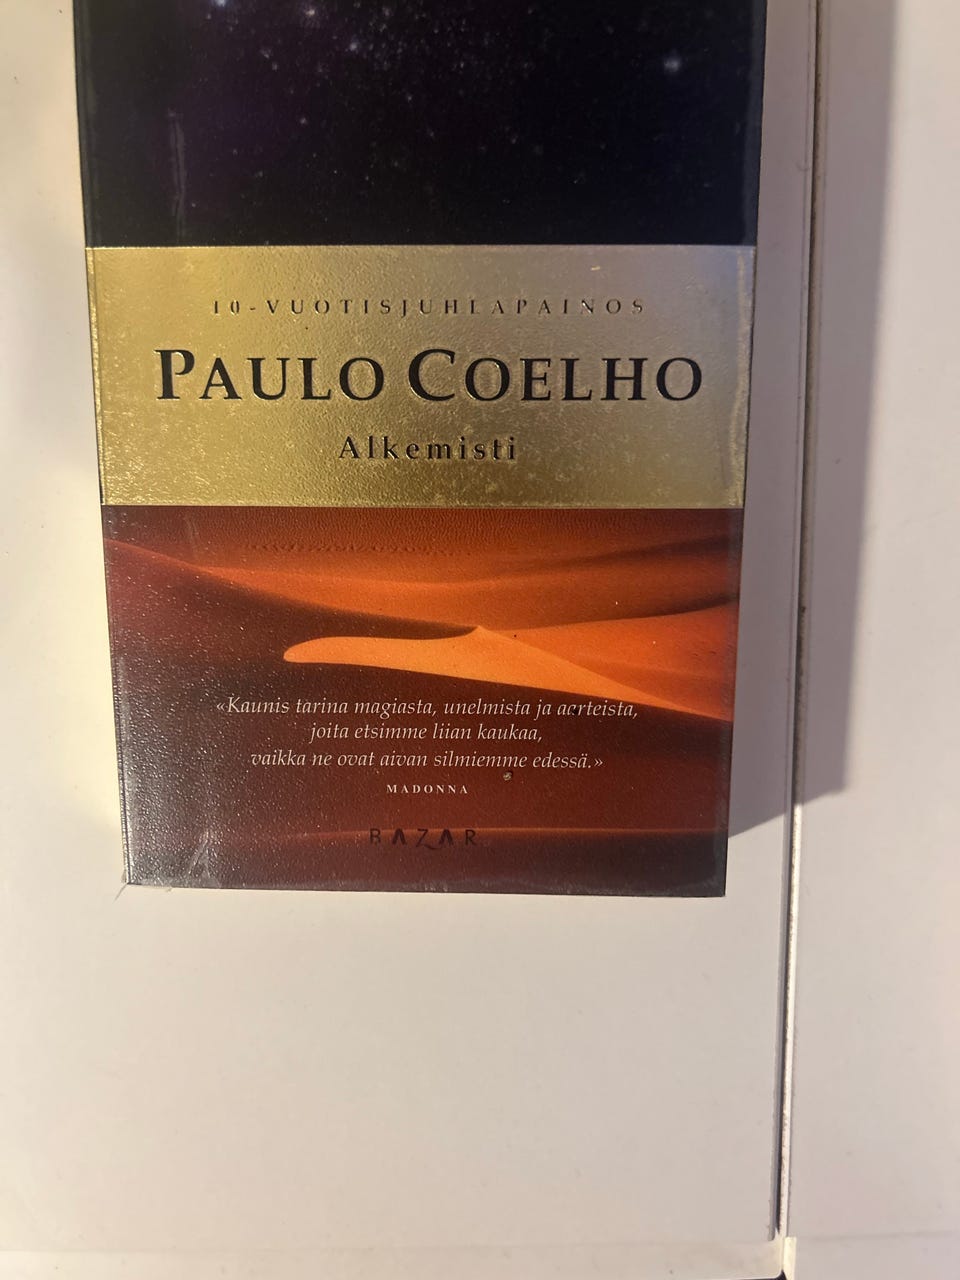 10-VUOTISJUHLAPAINOS
PAULO COELHO
Alkemisti
«Kaunis tarina magiasta, unelmista ja aarteista,
joita etsimme liian kaukaa,
vaikka ne ovat aivan silmiemme edessä.»
MADONNA
BAZAR